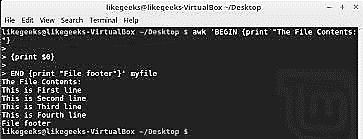 likegeeks@likegeeks-VirtualBox ~/Desktop
File Edit View Search Terminal Help
likegeeks@likegeeks-VirtualBox ~/Desktop $ awk 'BEGIN {print "The File Contents:
"}
>
> {print $0}
>
> END {print "File footer"}' myfile
The File Contents:
This is First line
This is Second line
This is Third line
This is Fourth line
File footer
likegeeks@likegeeks-VirtualBox ~/Desktop $